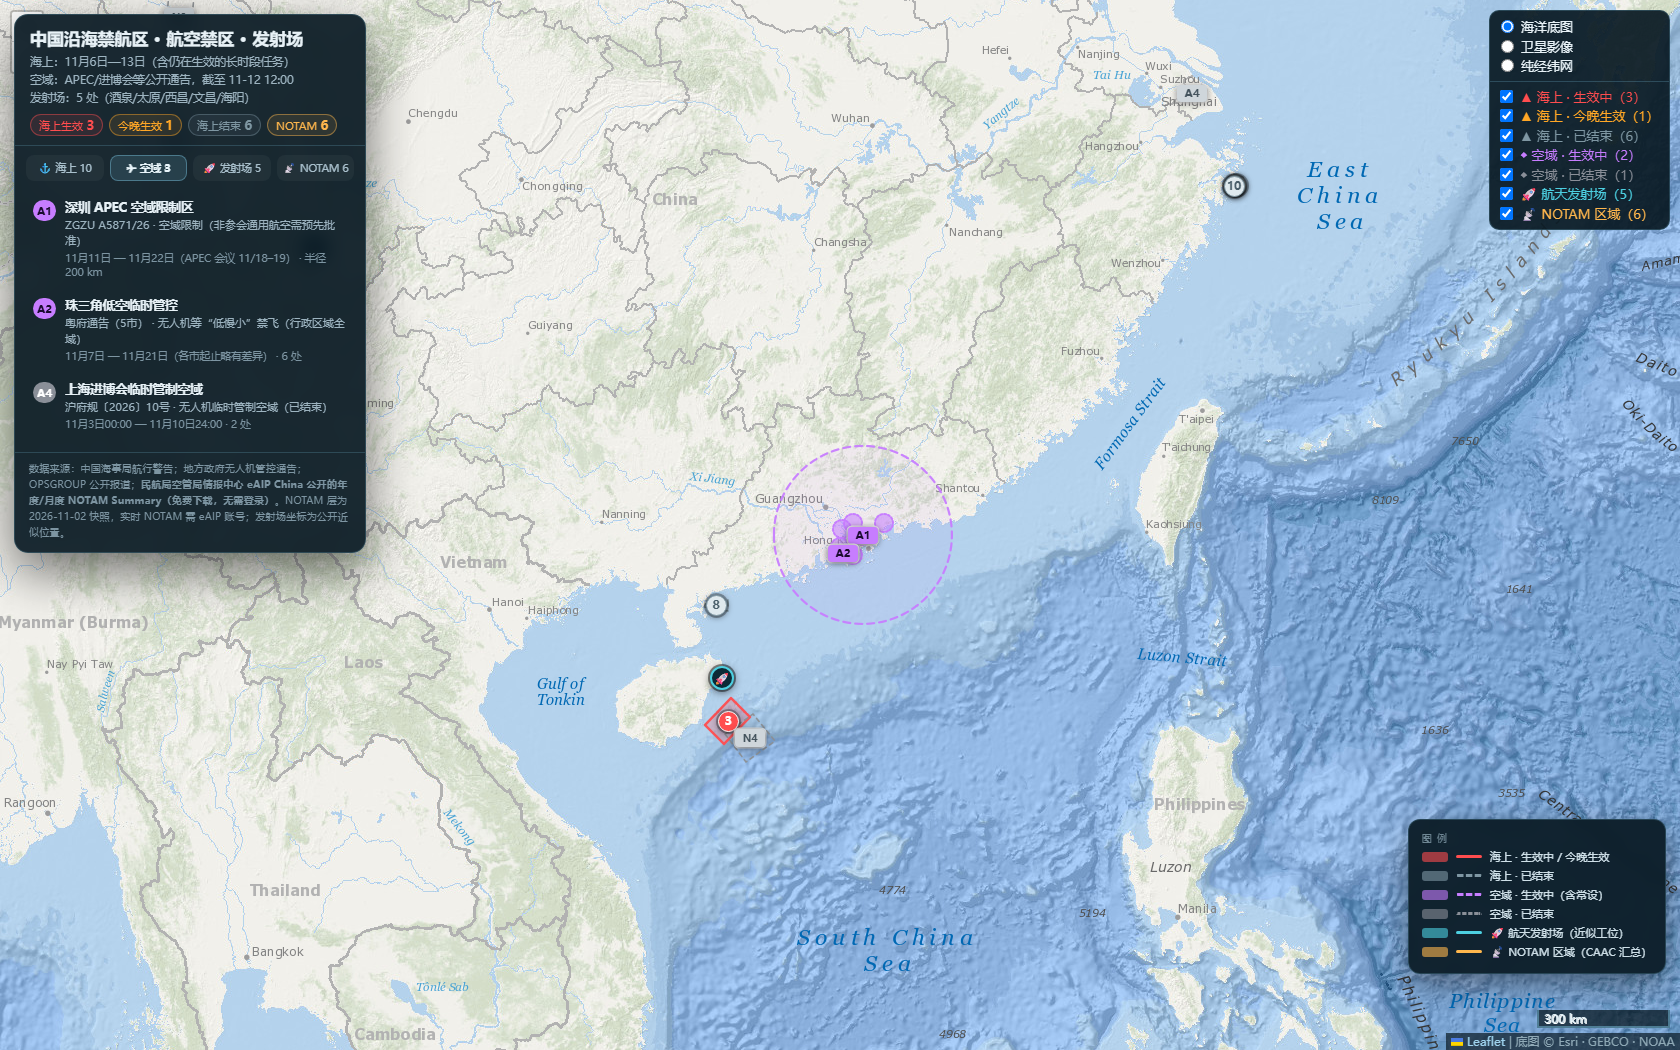 中国沿海禁航区 • 航空禁区 • 发射场
海上：11月6日—13日（含仍在生效的长时段任务）
空域：APEC/进博会等公开通告，截至 11-12 12:00
发射场：5 处（酒泉/太原/西昌/文昌/海阳）
海上生效 3
今晚生效 1
海上结束 6
NOTAM 6
海上 10
空域 3
发射场 5
NOTAM 6
A1
深圳 APEC 空域限制区
ZGZU A5871/26 · 空域限制（非参会通用航空需预先批
准）
11月11日 — 11月22日（APEC 会议 11/18–19） · 半径
200 km
A2
珠三角低空临时管控
粤府通告（5市） · 无人机等“低慢小”禁飞（行政区域全
域）
11月7日 — 11月21日（各市起止略有差异） · 6 处
A4
上海进博会临时管制空域
沪府规〔2026〕10号 · 无人机临时管制空域（已结束）
11月3日00:00 — 11月10日24:00 · 2 处
数据来源：中国海事局航行警告；地方政府无人机管控通告；
OPSGROUP 公开报道；民航局空管局情报中心 eAIP China 公开的年
度/月度 NOTAM Summary（免费下载，无需登录）。NOTAM 层为
2026-11-02 快照，实时 NOTAM 需 eAIP 账号；发射场坐标为公开近
似位置。
海洋底图
卫星影像
纯经纬网
海上 · 生效中（3）
海上 · 今晚生效（1）
海上 · 已结束（6）
空域 · 生效中（2）
空域 · 已结束（1）
航天发射场（5）
NOTAM 区域（6）
Hefei
Nanjing
Tai Hu
Wuxi
Suzhou
A4
Shanghai
Chengdu
Wuhan
Yangtze
Hangzhou
ze
Chongqing
China
10
East
China
Sea
Changsha
Nanchang
Wenzhou
Ryukyu Island
Amam
Guiyang
Fuzhou
Daito
ming
Formosa Strait
T'aipei
Oki-Daito
T'aichung
7650
Xi Jiang
Guangzhou
Shantou
8109
Nanning
Kaohsiung
Hong
A1
A2
Vietnam
1641
Hanoi
Haiphong
8
Myanmar (Burma)
Nay Pyi Taw
Laos
Luzon Strait
Salween
Gulf of
Tonkin
3
N4
1636
Rangoon
Mekong
Philippines
3535
Centra
Luzon
Thailand
4774
5194
Manila
Bangkok
South China
Sea
Tônlé Sab
Cambodia
4968
图 例
海上 · 生效中 / 今晚生效
海上 · 已结束
空域 · 生效中（含常设）
空域 · 已结束
航天发射场（近似工位）
NOTAM 区域（CAAC 汇总）
Philippin
Philippine
Sea
300 km
Leaflet | 底图 © Esri · GEBCO · NOAA